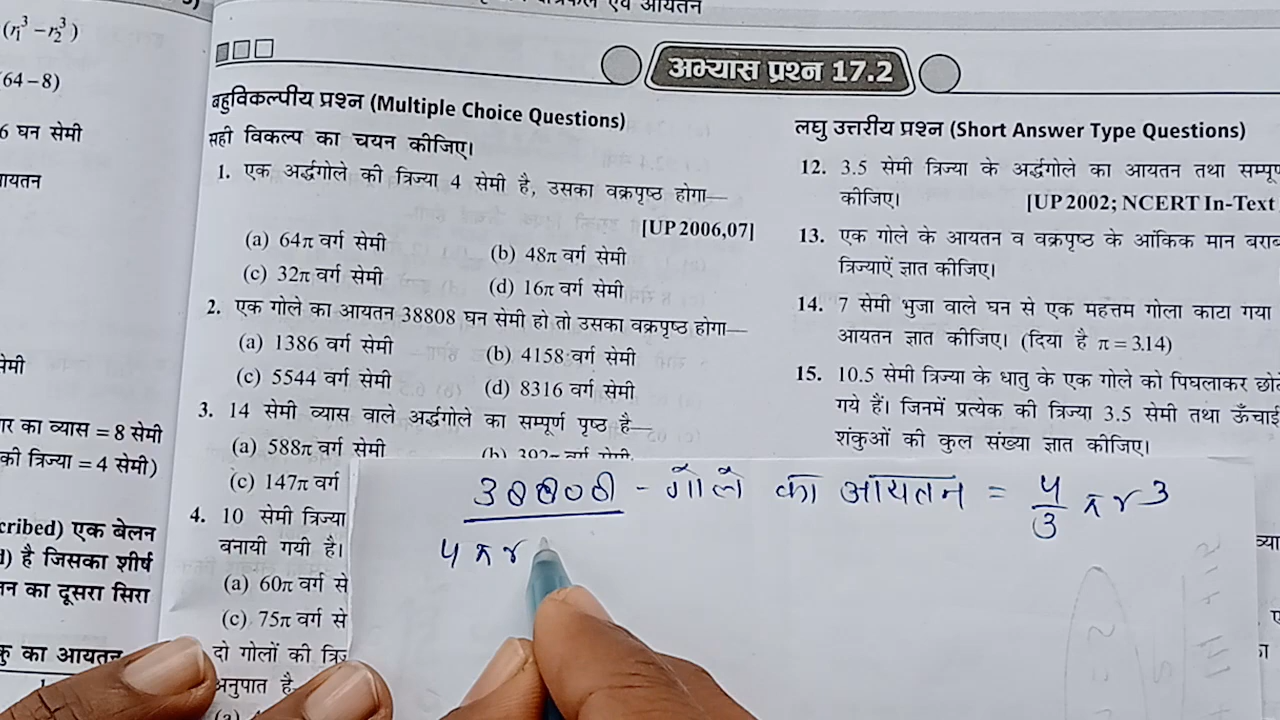 (r₁³ – r₂³)
64 – 8)
6 घन सेमी
अभ्यास प्रश्न 17.2
बहुविकल्पीय प्रश्न (Multiple Choice Questions)
सही विकल्प का चयन कीजिए।
1. एक अर्द्धगोले की त्रिज्या 4 सेमी है, उसका वक्रपृष्ठ होगा—
[UP 2006,07]
(a) 64π वर्ग सेमी (b) 48π वर्ग सेमी
(c) 32π वर्ग सेमी (d) 16π वर्ग सेमी
2. एक गोले का आयतन 38808 घन सेमी हो तो उसका वक्रपृष्ठ होगा—
(a) 1386 वर्ग सेमी (b) 4158 वर्ग सेमी
(c) 5544 वर्ग सेमी (d) 8316 वर्ग सेमी
3. 14 सेमी व्यास वाले अर्द्धगोले का सम्पूर्ण पृष्ठ है—
(a) 588π वर्ग सेमी (b) 392π वर्ग सेमी
(c) 147π वर्ग
4. 10 सेमी त्रिज्या
बनायी गयी है।
(a) 60π वर्ग से
(c) 75π वर्ग से
दो गोलों की त्रि
अनुपात है
लघु उत्तरीय प्रश्न (Short Answer Type Questions)
12. 3.5 सेमी त्रिज्या के अर्द्धगोले का आयतन तथा सम्पू
कीजिए। [UP 2002; NCERT In-Text
13. एक गोले के आयतन व वक्रपृष्ठ के आंकिक मान बरा
त्रिज्याएँ ज्ञात कीजिए।
14. 7 सेमी भुजा वाले घन से एक महत्तम गोला काटा गया
आयतन ज्ञात कीजिए। (दिया है π = 3.14)
15. 10.5 सेमी त्रिज्या के धातु के एक गोले को पिघलाकर छोटे
गये हैं। जिनमें प्रत्येक की त्रिज्या 3.5 सेमी तथा ऊँचाई
शंकुओं की कुल संख्या ज्ञात कीजिए।
38808 - गोले का आयतन = 4/3 π r³
4 π r
का व्यास = 8 सेमी
की त्रिज्या = 4 सेमी)
cribed) एक बेलन
है जिसका शीर्ष
का दूसरा सिरा
का आयतन